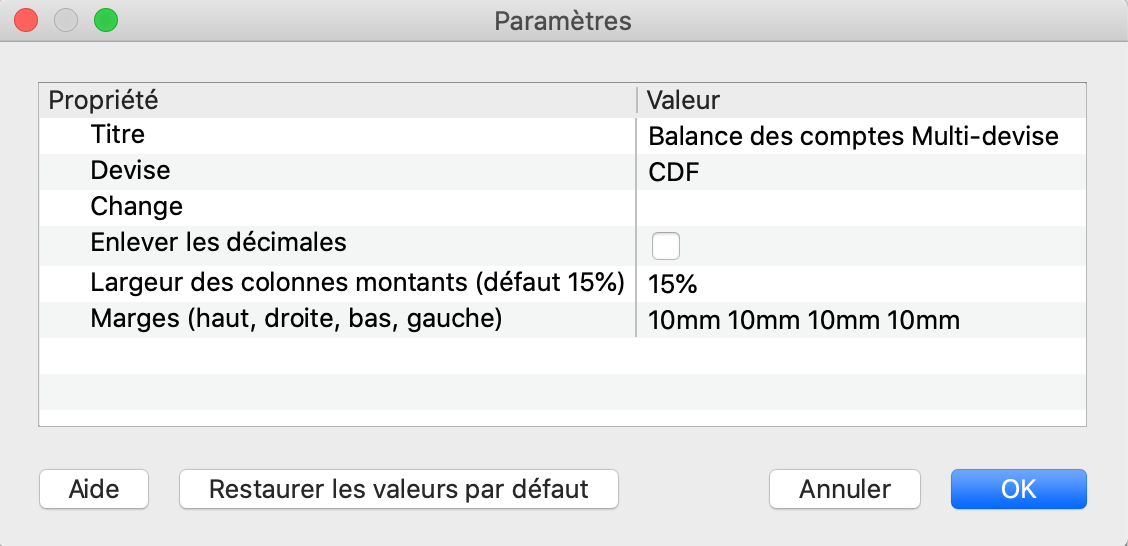 Paramètres
Propriété Valeur
Titre Balance des comptes Multi-devise
Devise CDF
Change
Enlever les décimales
Largeur des colonnes montants (défaut 15%) 15%
Marges (haut, droite, bas, gauche) 10mm 10mm 10mm 10mm
Aide Restaurer les valeurs par défaut Annuler OK